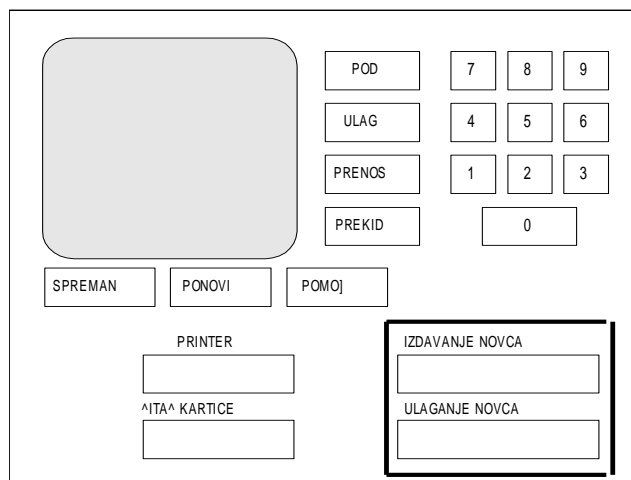 POD 7 8 9
ULAG 4 5 6
PRENOS 1 2 3
PREKID 0
SPREMAN PONOVI POMO]
PRINTER IZDAVANJE NOVCA
^ITA^ KARTICE ULAGANJE NOVCA